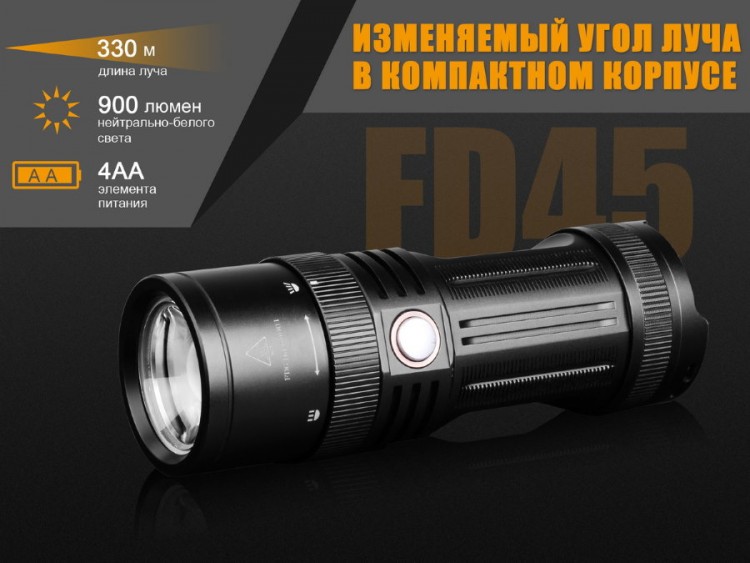 330 м
длина луча
900 люмен
нейтрально-белого
света
AA
4AA
элемента
питания
ИЗМЕНЯЕМЫЙ УГОЛ ЛУЧА
В КОМПАКТНОМ КОРПУСЕ
FD45